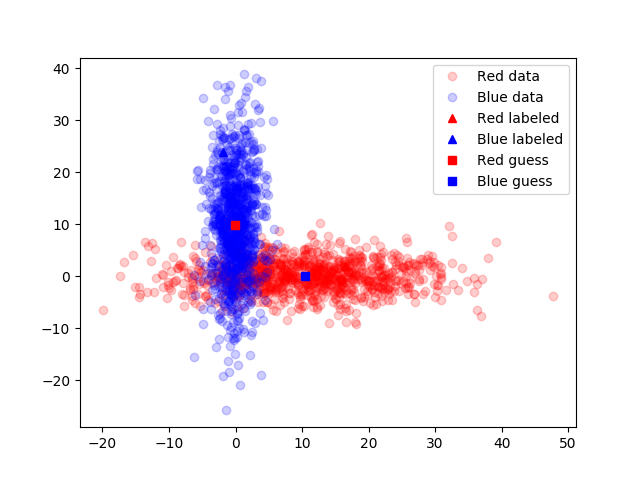 40
30
20
10
0
−10
−20
−20
−10
0
10
20
30
40
50
Red data
Blue data
Red labeled
Blue labeled
Red guess
Blue guess